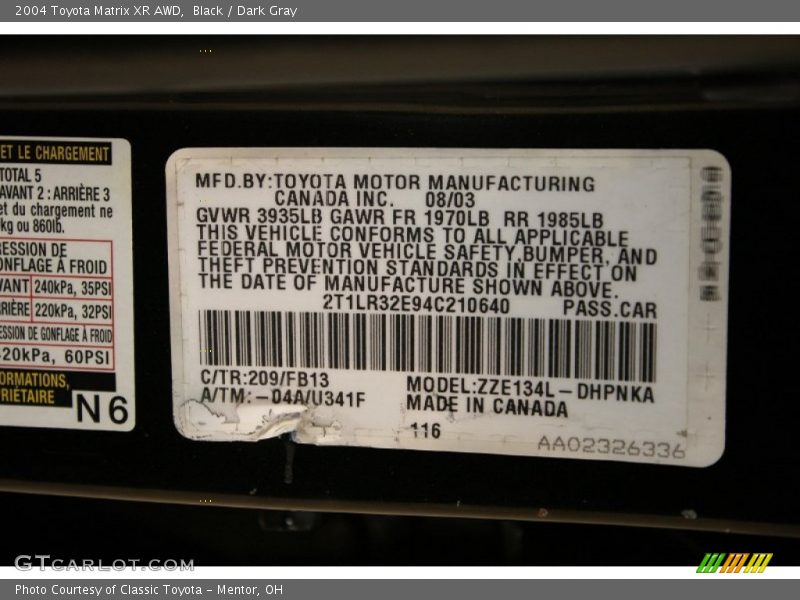 2004 Toyota Matrix XR AWD, Black / Dark Gray
ET LE CHARGEMENT
TOTAL 5
AVANT 2 : ARRIÈRE 3
et du chargement ne
kg ou 860lb.
RESSION DE
ONFLAGE À FROID
VANT 240kPa, 35PSI
RRIÈRE 220kPa, 32PSI
ESSION DE GONFLAGE À FROID
420kPa, 60PSI
FORMATIONS,
RIÉTAIRE
N6
MFD.BY:TOYOTA MOTOR MANUFACTURING
CANADA INC. 08/03
GVWR 3935LB GAWR FR 1970LB RR 1985LB
THIS VEHICLE CONFORMS TO ALL APPLICABLE
FEDERAL MOTOR VEHICLE SAFETY,BUMPER, AND
THEFT PREVENTION STANDARDS IN EFFECT ON
THE DATE OF MANUFACTURE SHOWN ABOVE.
2T1LR32E94C210640 PASS.CAR
C/TR:209/FB13
A/TM:-04A/U341F
MODEL:ZZE134L-DHPNKA
MADE IN CANADA
116
AA02326336
GTCARLOT.COM
Photo Courtesy of Classic Toyota - Mentor, OH